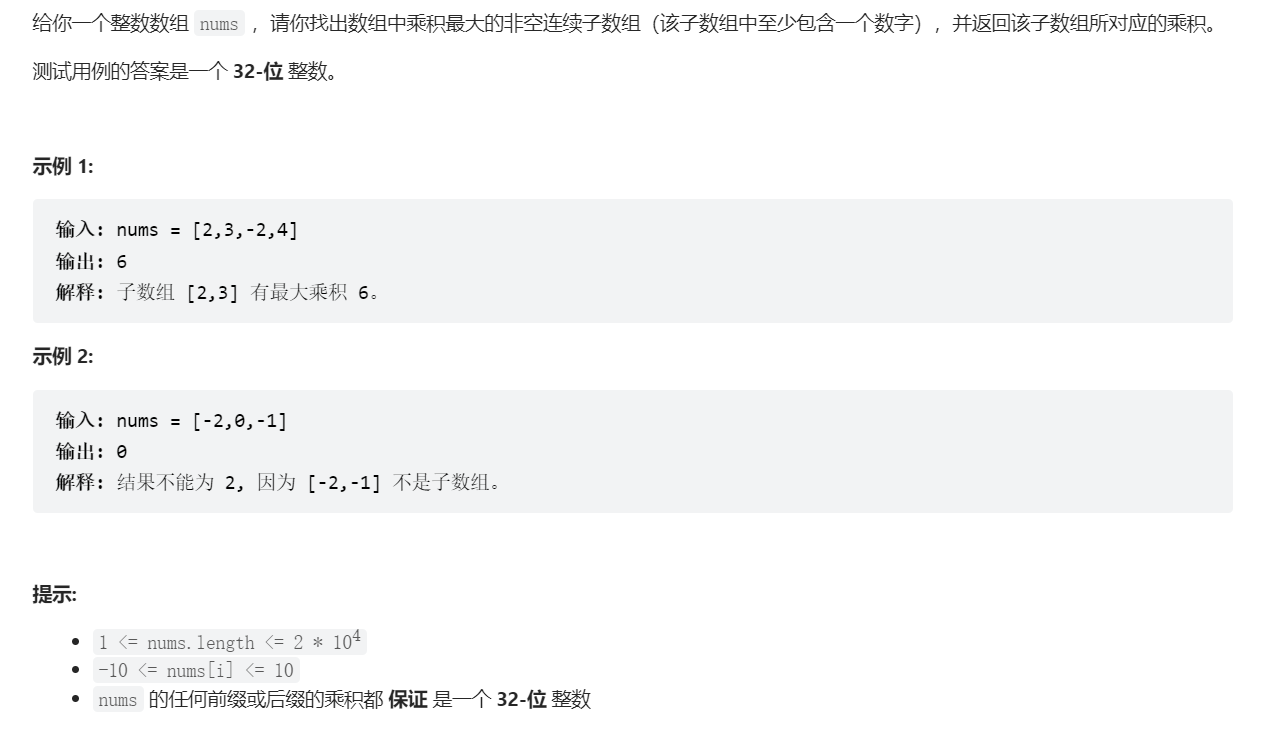 给你一个整数数组 nums ，请你找出数组中乘积最大的非空连续子数组（该子数组中至少包含一个数字），并返回该子数组所对应的乘积。
测试用例的答案是一个 32-位 整数。
示例 1:
输入: nums = [2,3,-2,4]
输出: 6
解释: 子数组 [2,3] 有最大乘积 6。
示例 2:
输入: nums = [-2,0,-1]
输出: 0
解释: 结果不能为 2, 因为 [-2,-1] 不是子数组。
提示:
1 <= nums.length <= 2 * 10⁴
-10 <= nums[i] <= 10
nums 的任何前缀或后缀的乘积都 保证 是一个 32-位 整数